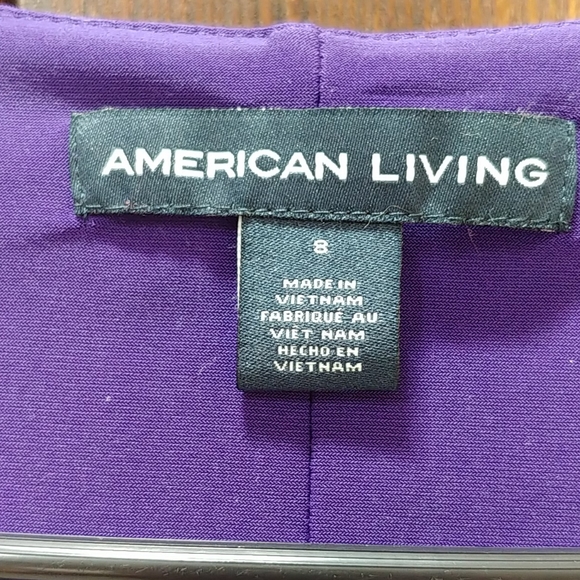 AMERICAN LIVING
8
MADE IN
VIETNAM
FABRIQUÉ AU
VIET NAM
HECHO EN
VIETNAM